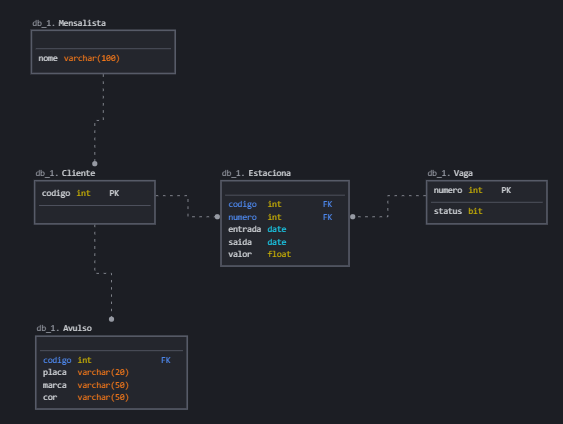 db_1. Mensalista
nome varchar(100)
db_1. Cliente
codigo int PK
db_1. Estaciona
codigo int FK
numero int FK
entrada date
saida date
valor float
db_1. Vaga
numero int PK
status bit
db_1. Avulso
codigo int FK
placa varchar(20)
marca varchar(50)
cor varchar(50)